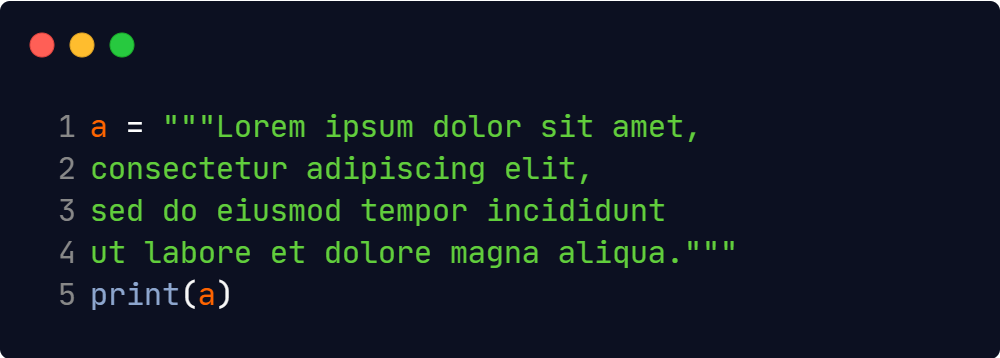 1 a = """Lorem ipsum dolor sit amet,
2 consectetur adipiscing elit,
3 sed do eiusmod tempor incididunt
4 ut labore et dolore magna aliqua."""
5 print(a)